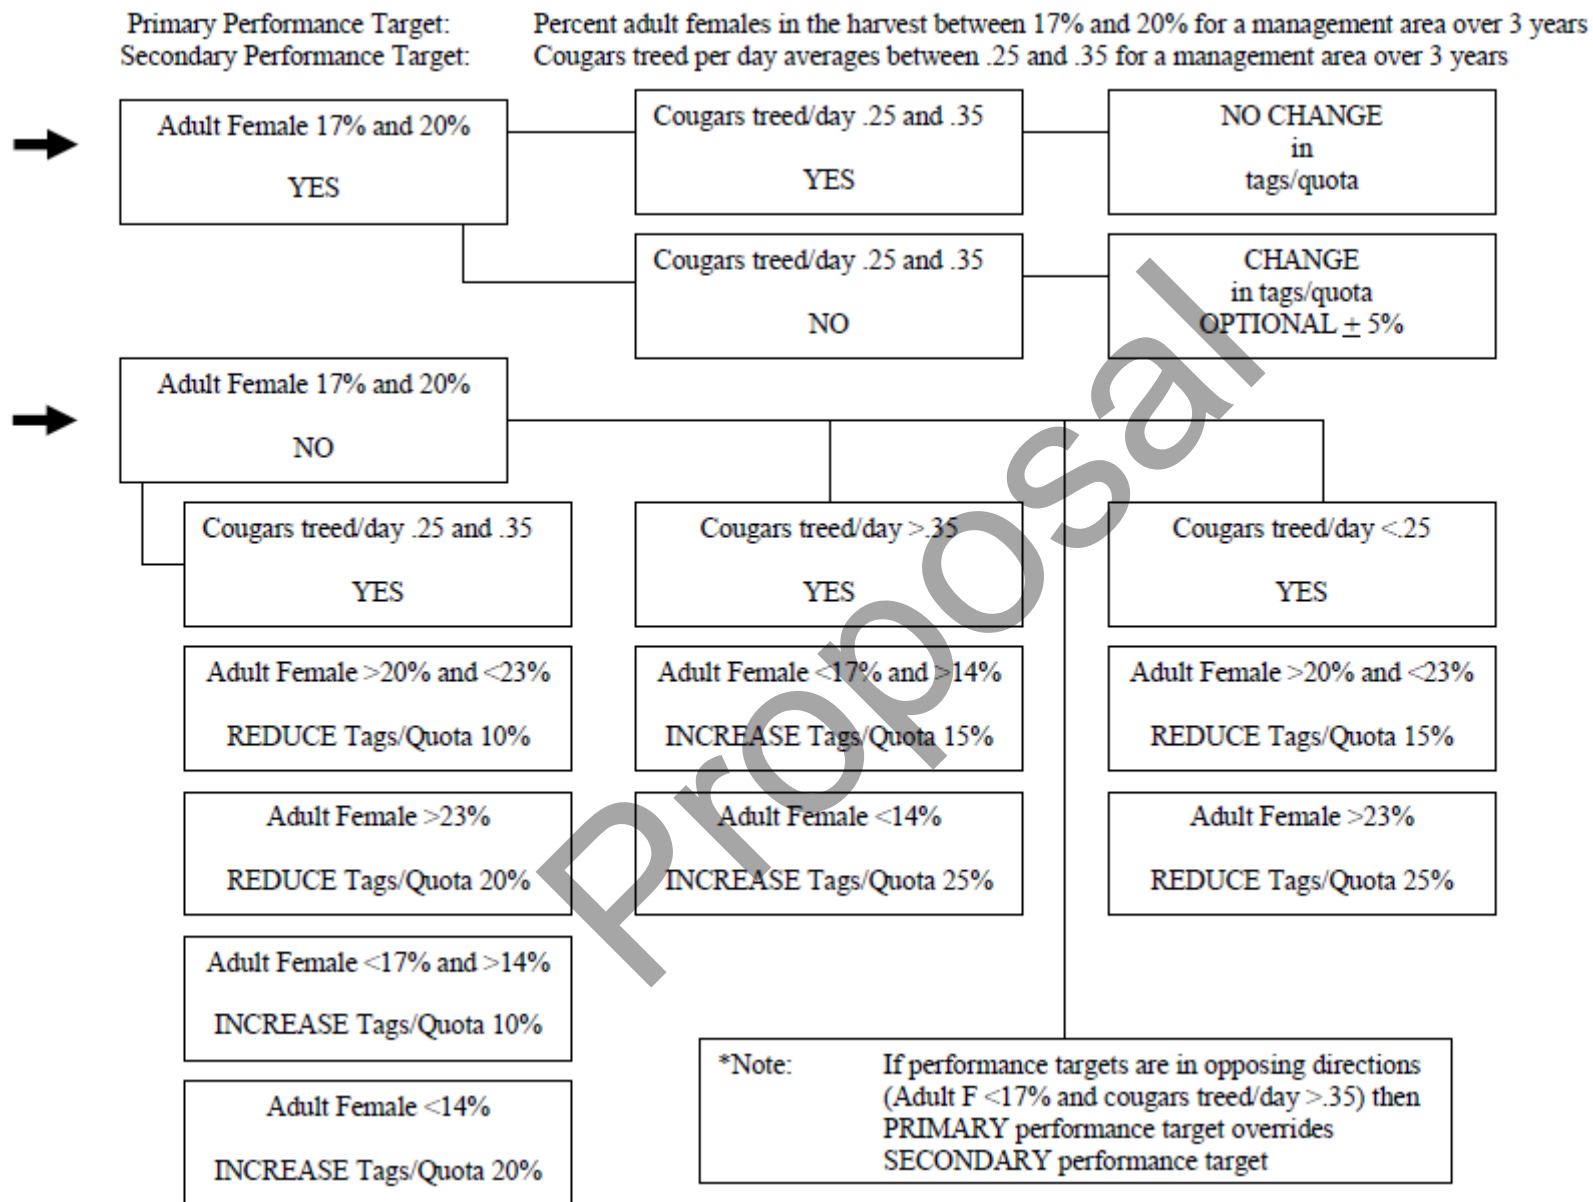 Primary Performance Target: Percent adult females in the harvest between 17% and 20% for a management area over 3 years
Secondary Performance Target: Cougars treed per day averages between .25 and .35 for a management area over 3 years
Adult Female 17% and 20%
YES
Cougars treed/day .25 and .35
YES
NO CHANGE
in
tags/quota
Cougars treed/day .25 and .35
NO
CHANGE
in tags/quota
OPTIONAL ± 5%
Adult Female 17% and 20%
NO
Cougars treed/day .25 and .35
YES
Cougars treed/day >.35
YES
Cougars treed/day <.25
YES
Adult Female >20% and <23%
REDUCE Tags/Quota 10%
Adult Female <17% and >14%
INCREASE Tags/Quota 15%
Adult Female >20% and <23%
REDUCE Tags/Quota 15%
Adult Female >23%
REDUCE Tags/Quota 20%
Adult Female <14%
INCREASE Tags/Quota 25%
Adult Female >23%
REDUCE Tags/Quota 25%
Adult Female <17% and >14%
INCREASE Tags/Quota 10%
Adult Female <14%
INCREASE Tags/Quota 20%
*Note: If performance targets are in opposing directions
(Adult F <17% and cougars treed/day >.35) then
PRIMARY performance target overrides
SECONDARY performance target
Proposal